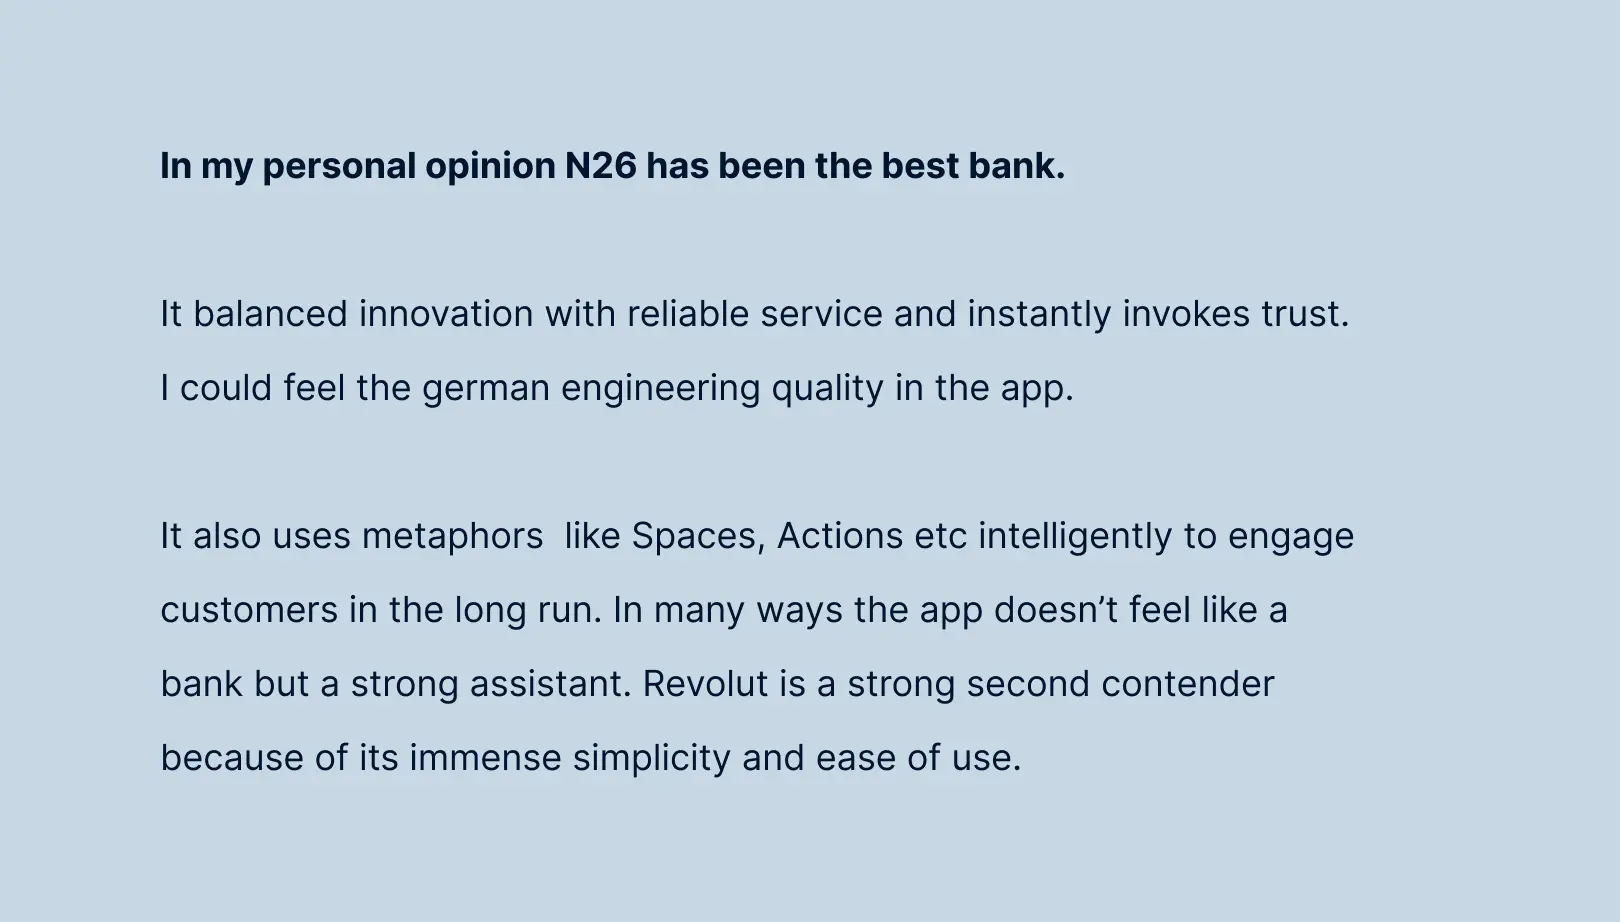 In my personal opinion N26 has been the best bank.
It balanced innovation with reliable service and instantly invokes trust.
I could feel the german engineering quality in the app.
It also uses metaphors  like Spaces, Actions etc intelligently to engage
customers in the long run. In many ways the app doesn’t feel like a
bank but a strong assistant. Revolut is a strong second contender
because of its immense simplicity and ease of use.